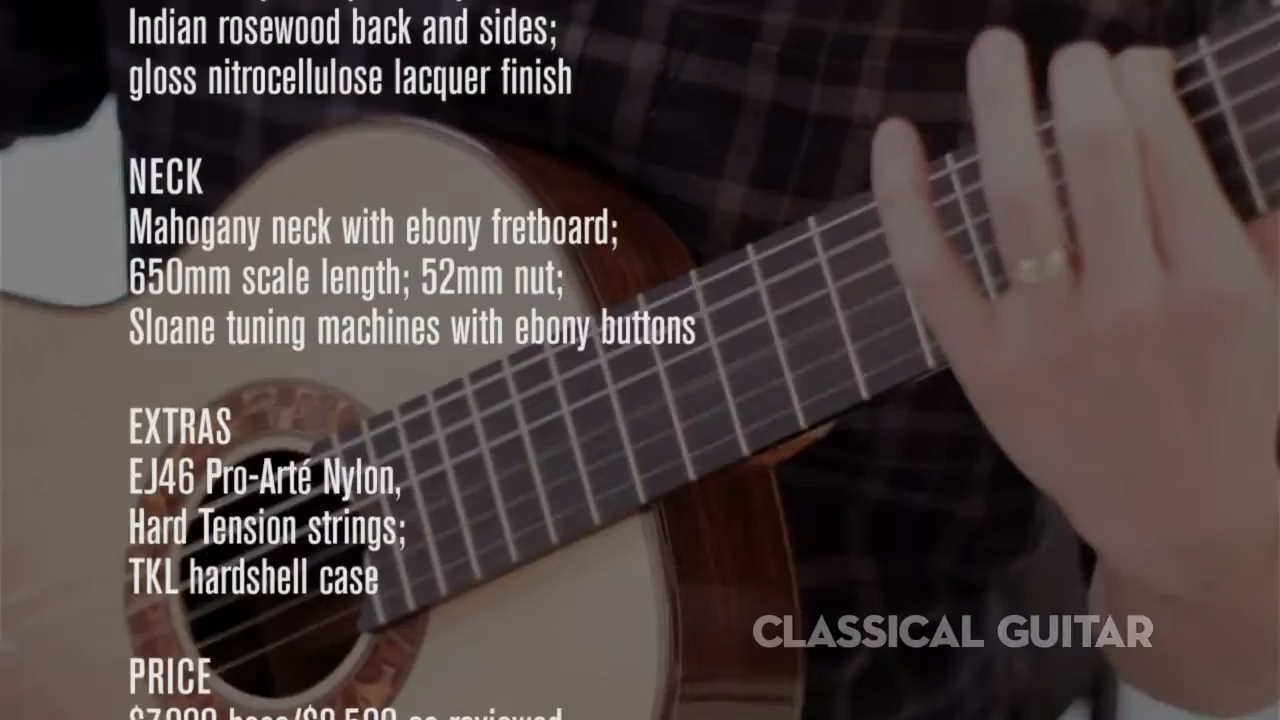 Indian rosewood back and sides;
gloss nitrocellulose lacquer finish
NECK
Mahogany neck with ebony fretboard;
650mm scale length; 52mm nut;
Sloane tuning machines with ebony buttons
EXTRAS
EJ46 Pro-Arté Nylon,
Hard Tension strings;
TKL hardshell case
CLASSICAL GUITAR
PRICE
as reviewed